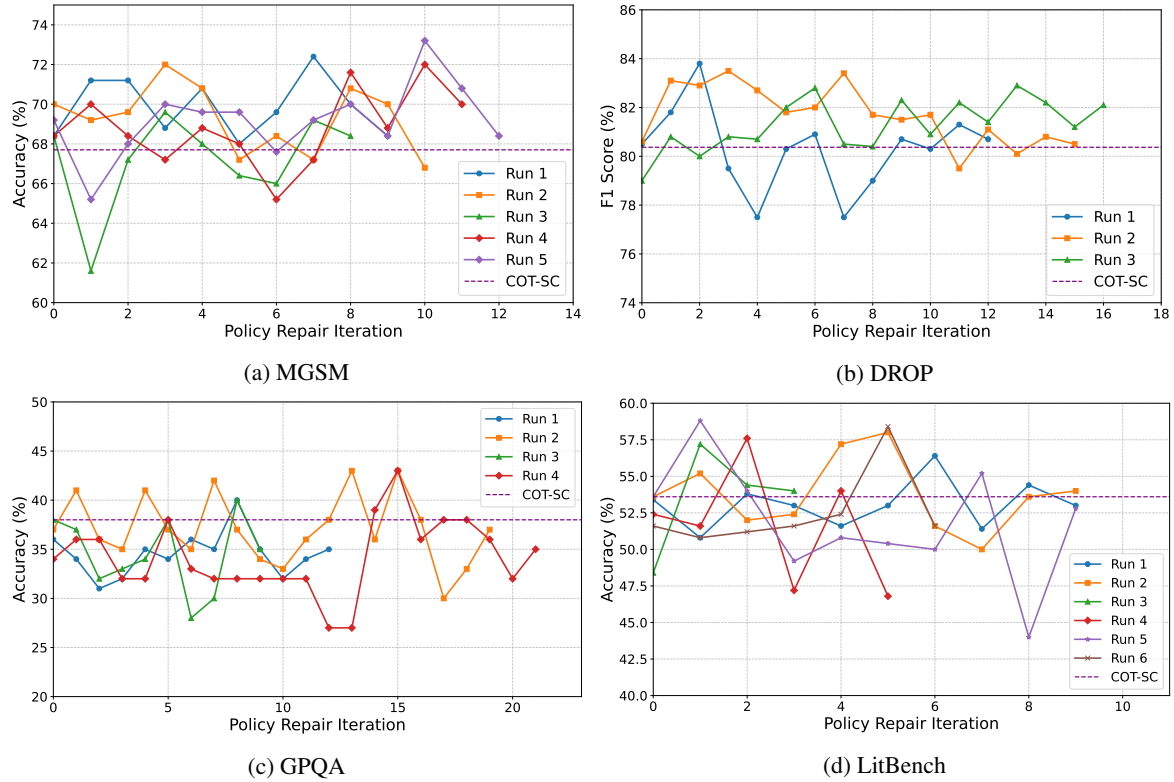 74
72
70
68
66
64
62
60
Accuracy (%)
0 2 4 6 8 10 12 14
Policy Repair Iteration
Run 1
Run 2
Run 3
Run 4
Run 5
COT-SC
(a) MGSM
86
84
82
80
78
76
74
F1 Score (%)
0 2 4 6 8 10 12 14 16 18
Policy Repair Iteration
Run 1
Run 2
Run 3
COT-SC
(b) DROP
50
45
40
35
30
25
20
Accuracy (%)
0 5 10 15 20
Policy Repair Iteration
Run 1
Run 2
Run 3
Run 4
COT-SC
(c) GPQA
60.0
57.5
55.0
52.5
50.0
47.5
45.0
42.5
40.0
Accuracy (%)
0 2 4 6 8 10
Policy Repair Iteration
Run 1
Run 2
Run 3
Run 4
Run 5
Run 6
COT-SC
(d) LitBench